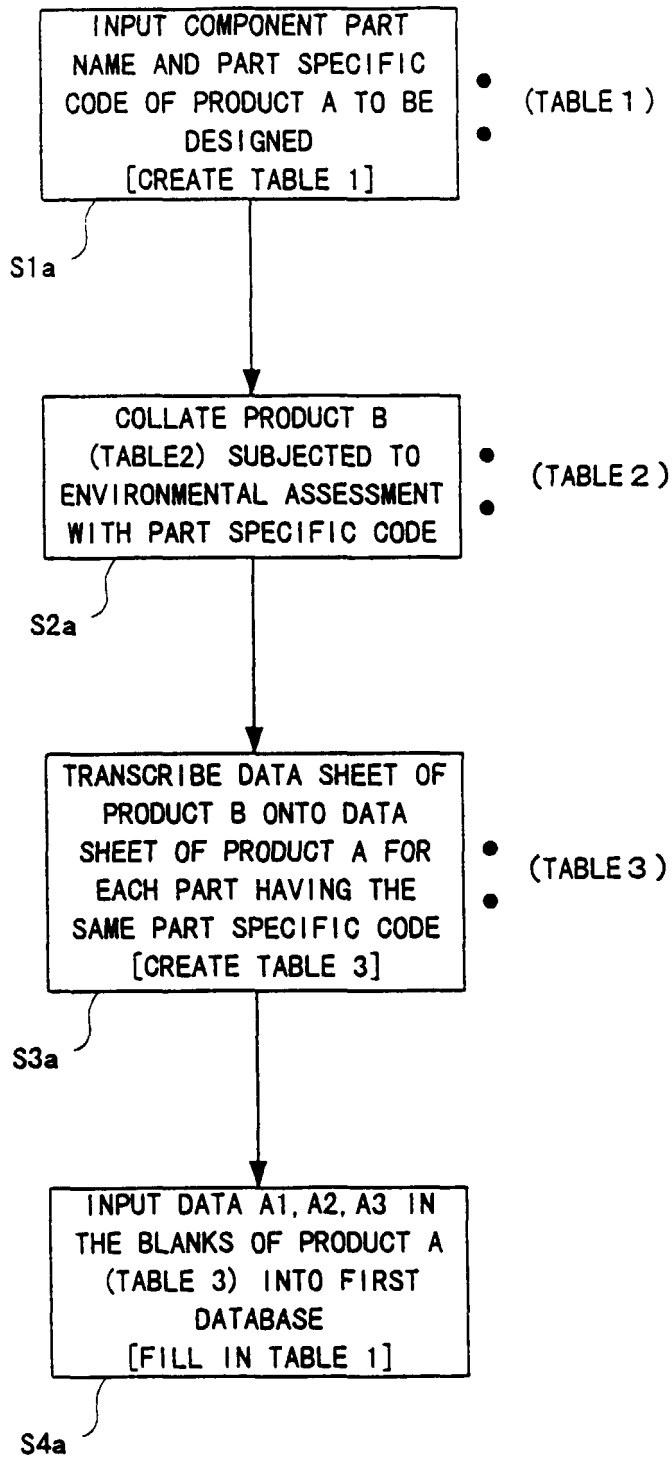 INPUT COMPONENT PART
NAME AND PART SPECIFIC
CODE OF PRODUCT A TO BE
DESIGNED
[CREATE TABLE 1]
(TABLE 1)
S1a
COLLATE PRODUCT B
(TABLE2) SUBJECTED TO
ENVIRONMENTAL ASSESSMENT
WITH PART SPECIFIC CODE
(TABLE 2)
S2a
TRANSCRIBE DATA SHEET OF
PRODUCT B ONTO DATA
SHEET OF PRODUCT A FOR
EACH PART HAVING THE
SAME PART SPECIFIC CODE
[CREATE TABLE 3]
(TABLE 3)
S3a
INPUT DATA A1, A2, A3 IN
THE BLANKS OF PRODUCT A
(TABLE 3) INTO FIRST
DATABASE
[FILL IN TABLE 1]
S4a